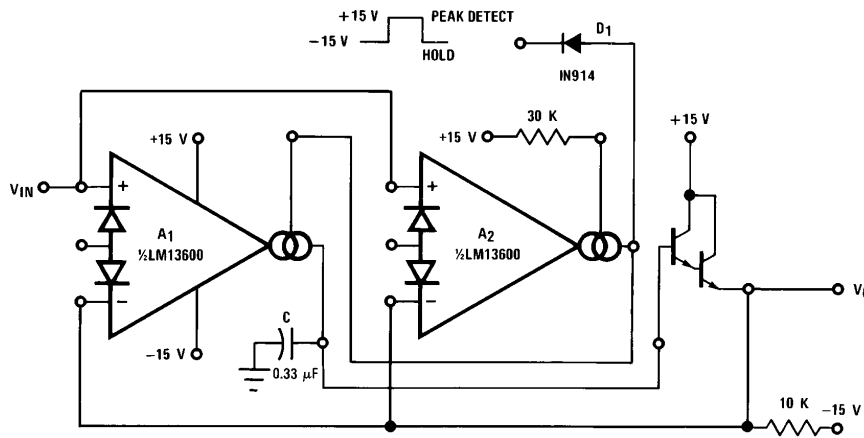 +15 V PEAK DETECT
−15 V HOLD
D1
IN914
+15 V
30 K
+15 V
+15 V
VIN
+
A1
½LM13600
−
−15 V
+
A2
½LM13600
−
C
0.33 μF
10 K
−15 V